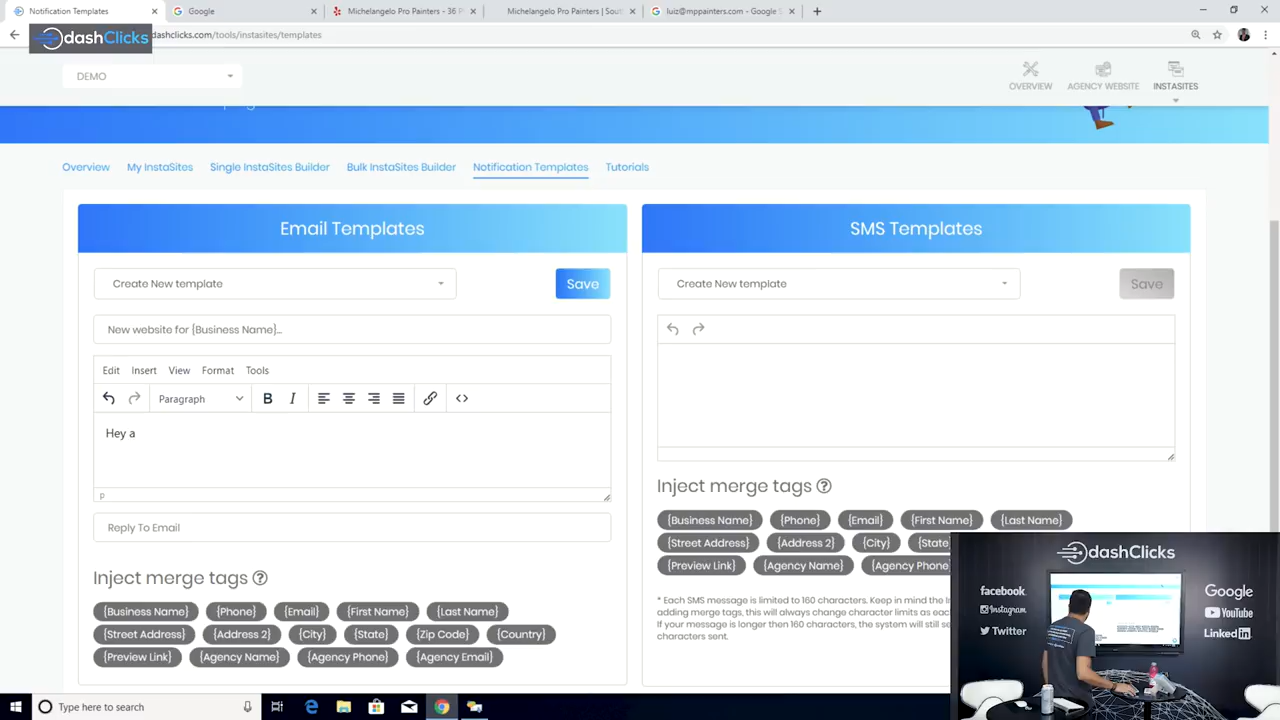 Notification Templates
Google
Michelangelo Pro Painters - 36 P
Michelangelo Pro Painters | Sout
luiz@mppainters.com - Google S
dashClicks
dashclicks.com/tools/instasites/templates
DEMO
OVERVIEW
AGENCY WEBSITE
INSTASITES
Overview
My InstaSites
Single InstaSites Builder
Bulk InstaSites Builder
Notification Templates
Tutorials
Email Templates
Create New template
Save
New website for {Business Name}...
Edit Insert View Format Tools
Paragraph B I
Hey a
P
Reply To Email
Inject merge tags ?
{Business Name} {Phone} {Email} {First Name} {Last Name}
{Street Address} {Address 2} {City} {State} {Zip Code} {Country}
{Preview Link} {Agency Name} {Agency Phone} {Agency Email}
SMS Templates
Create New template
Save
Inject merge tags ?
{Business Name} {Phone} {Email} {First Name} {Last Name}
{Street Address} {Address 2} {City} {State
{Preview Link} {Agency Name} {Agency Phone
* Each SMS message is limited to 160 characters. Keep in mind the
adding merge tags, this will always change character limits as each
If your message is longer then 160 characters, the system will still se
characters sent.
dashClicks
facebook.
Instagram
Twitter
Google
YouTube
Linked in
Type here to search